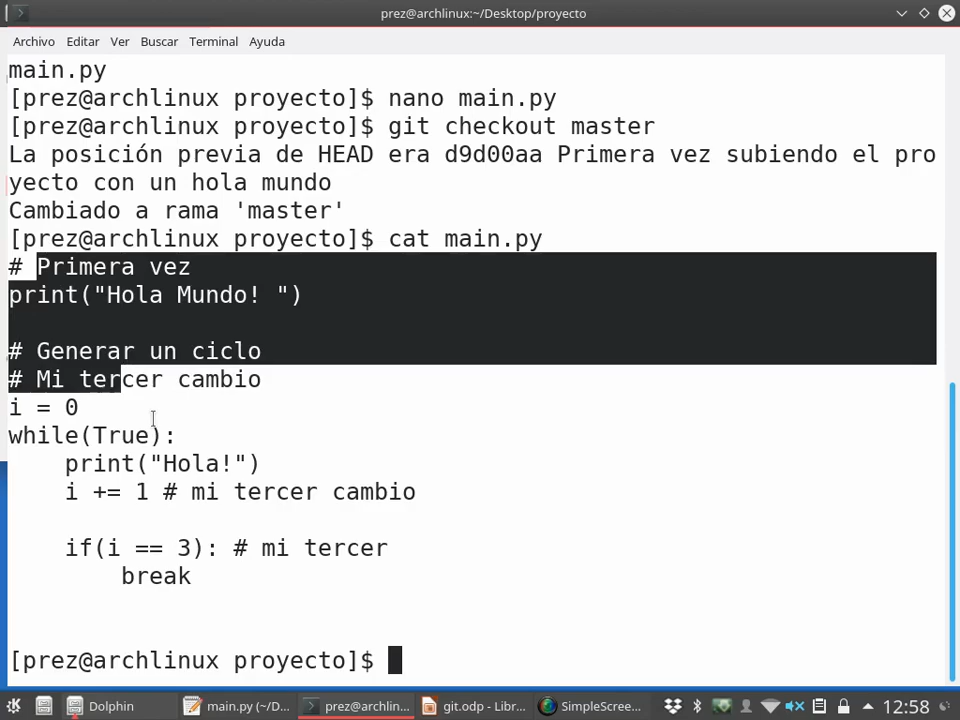 prez@archlinux:~/Desktop/proyecto
Archivo Editar Ver Buscar Terminal Ayuda
main.py
[prez@archlinux proyecto]$ nano main.py
[prez@archlinux proyecto]$ git checkout master
La posición previa de HEAD era d9d00aa Primera vez subiendo el pro
yecto con un hola mundo
Cambiado a rama 'master'
[prez@archlinux proyecto]$ cat main.py
# Primera vez
print("Hola Mundo! ")
# Generar un ciclo
# Mi tercer cambio
i = 0
while(True):
    print("Hola!")
    i += 1 # mi tercer cambio
    if(i == 3): # mi tercer
        break
[prez@archlinux proyecto]$
Dolphin main.py (~/D... prez@archlin... git.odp - Libr... SimpleScree... 12:58